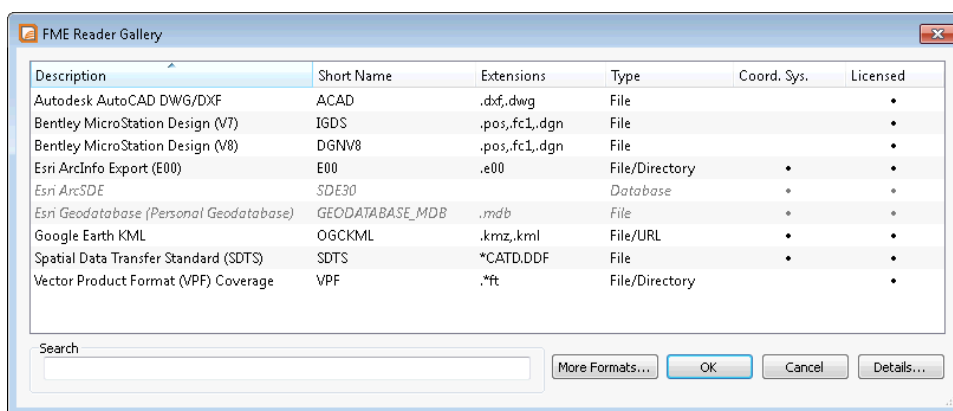 FME Reader Gallery
Description Short Name Extensions Type Coord. Sys. Licensed
Autodesk AutoCAD DWG/DXF ACAD .dxf,.dwg File •
Bentley MicroStation Design (V7) IGDS .pos,.fc1,.dgn File •
Bentley MicroStation Design (V8) DGNV8 .pos,.fc1,.dgn File •
Esri ArcInfo Export (E00) E00 .e00 File/Directory • •
Esri ArcSDE SDE30 Database • •
Esri Geodatabase (Personal Geodatabase) GEODATABASE_MDB .mdb File • •
Google Earth KML OGCKML .kmz,.kml File/URL • •
Spatial Data Transfer Standard (SDTS) SDTS *CATD.DDF File • •
Vector Product Format (VPF) Coverage VPF .*ft File/Directory •
Search
More Formats... OK Cancel Details...